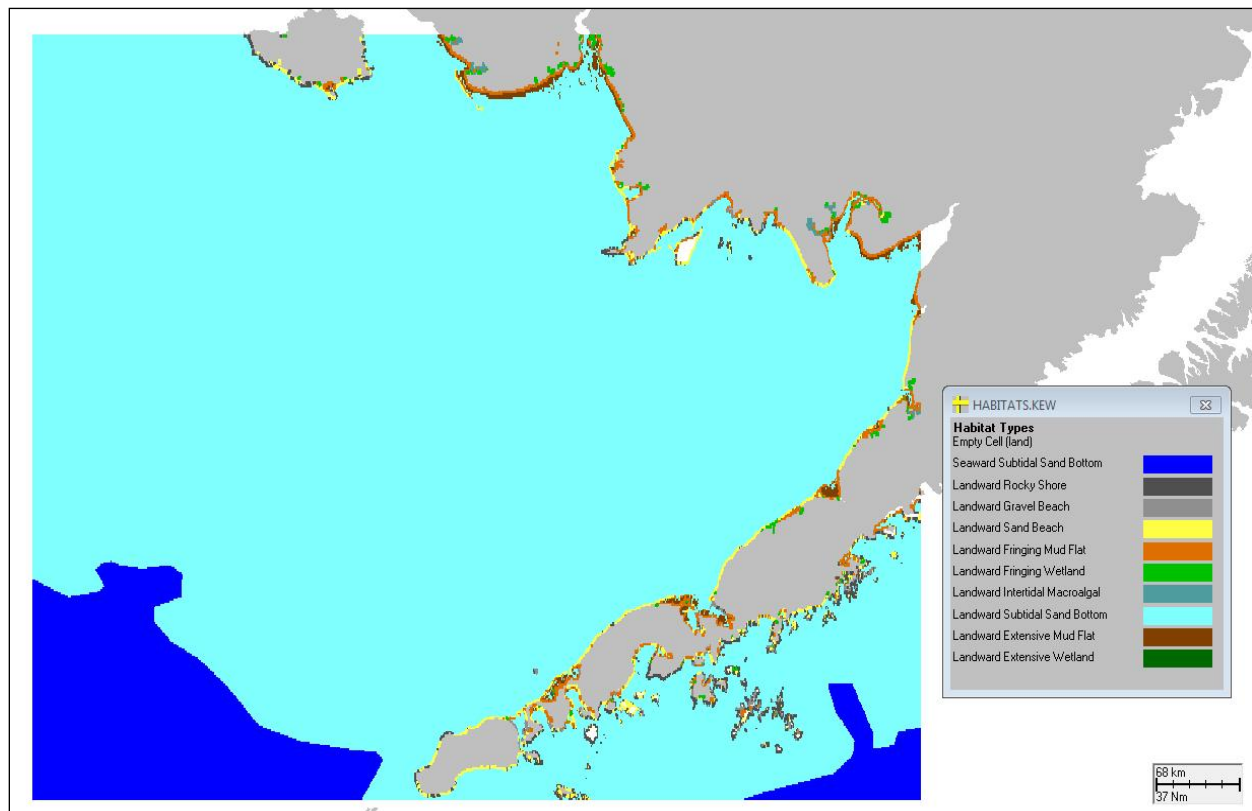 HABITATS.KEW
Habitat Types
Empty Cell (land)
Seaward Subtidal Sand Bottom
Landward Rocky Shore
Landward Gravel Beach
Landward Sand Beach
Landward Fringing Mud Flat
Landward Fringing Wetland
Landward Intertidal Macroalgal
Landward Subtidal Sand Bottom
Landward Extensive Mud Flat
Landward Extensive Wetland
68 km
37 Nm